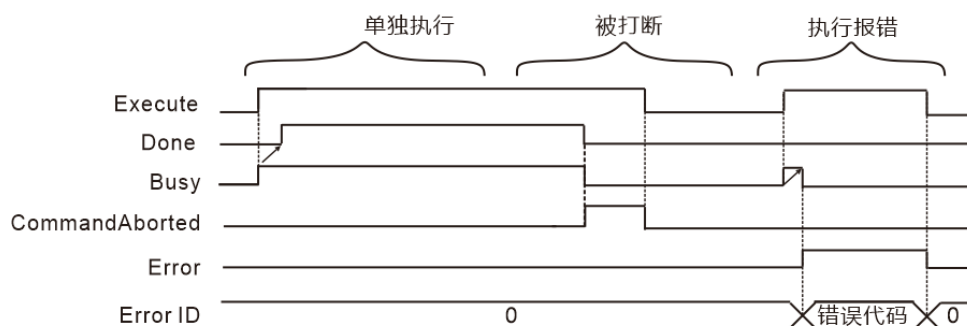 单独执行 被打断 执行报错
Execute
Done
Busy
CommandAborted
Error
Error ID 0 错误代码 0